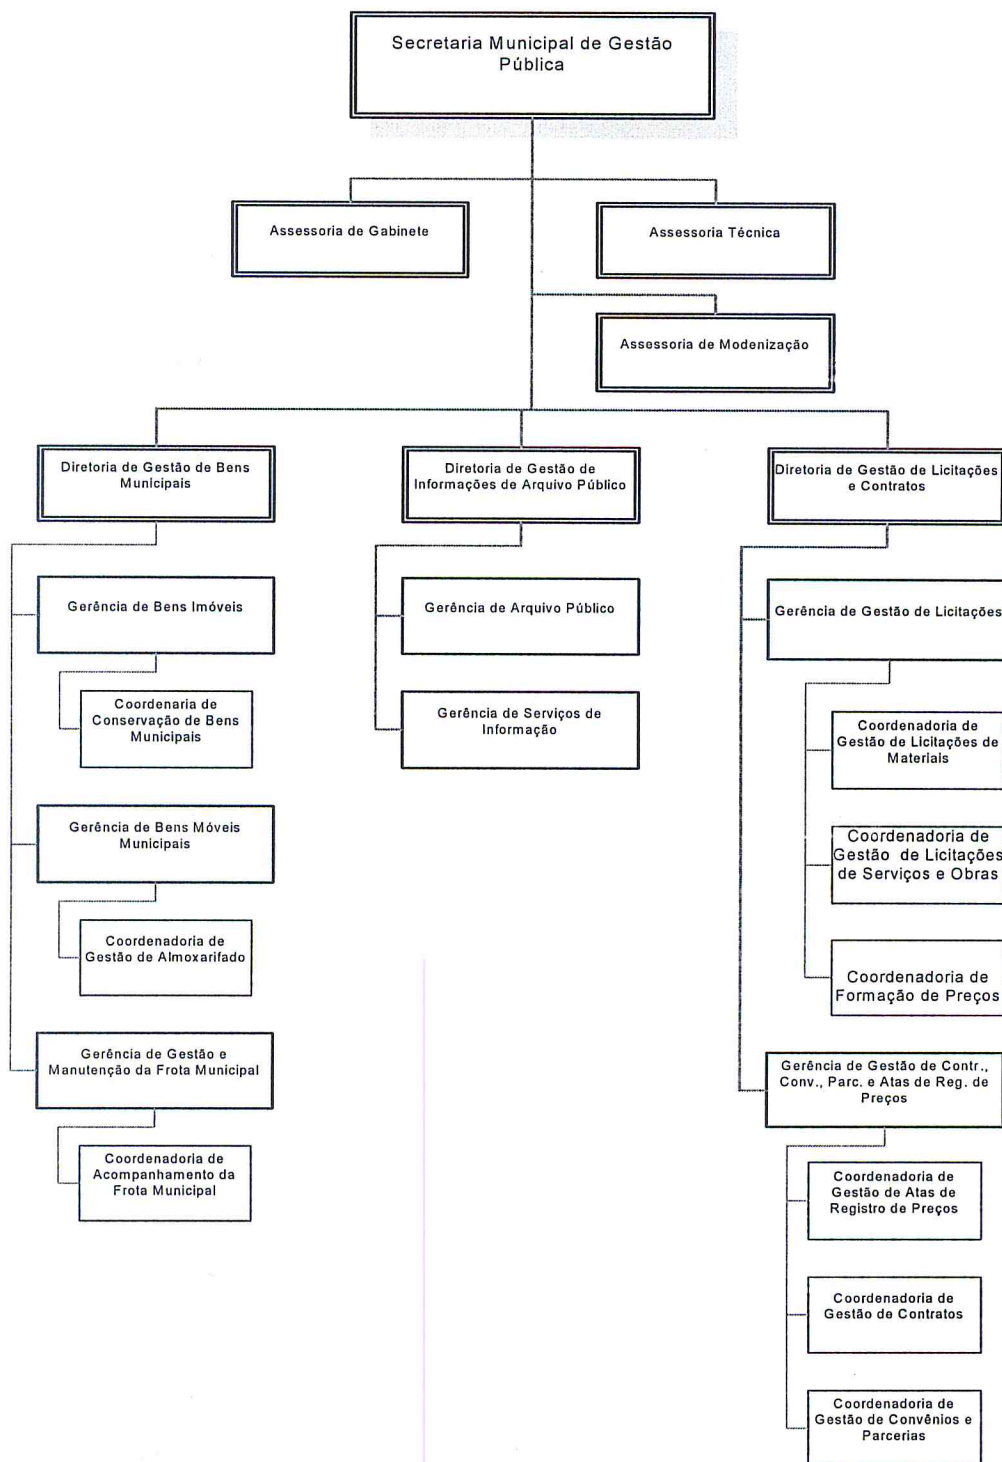 Secretaria Municipal de Gestão
Pública
Assessoria de Gabinete
Assessoria Técnica
Assessoria de Modenização
Diretoria de Gestão de Bens
Municipais
Diretoria de Gestão de
Informações de Arquivo Público
Diretoria de Gestão de Licitações
e Contratos
Gerência de Bens Imóveis
Gerência de Arquivo Público
Gerência de Gestão de Licitações
Coordenaria de
Conservação de Bens
Municipais
Gerência de Serviços de
Informação
Coordenadoria de
Gestão de Licitações de
Materiais
Gerência de Bens Móveis
Municipais
Coordenadoria de
Gestão de Licitações
de Serviços e Obras
Coordenadoria de
Gestão de Almoxarifado
Coordenadoria de
Formação de Preços
Gerência de Gestão e
Manutenção da Frota Municipal
Gerência de Gestão de Contr.,
Conv., Parc. e Atas de Reg. de
Preços
Coordenadoria de
Acompanhamento da
Frota Municipal
Coordenadoria de
Gestão de Atas de
Registro de Preços
Coordenadoria de
Gestão de Contratos
Coordenadoria de
Gestão de Convênios e
Parcerias